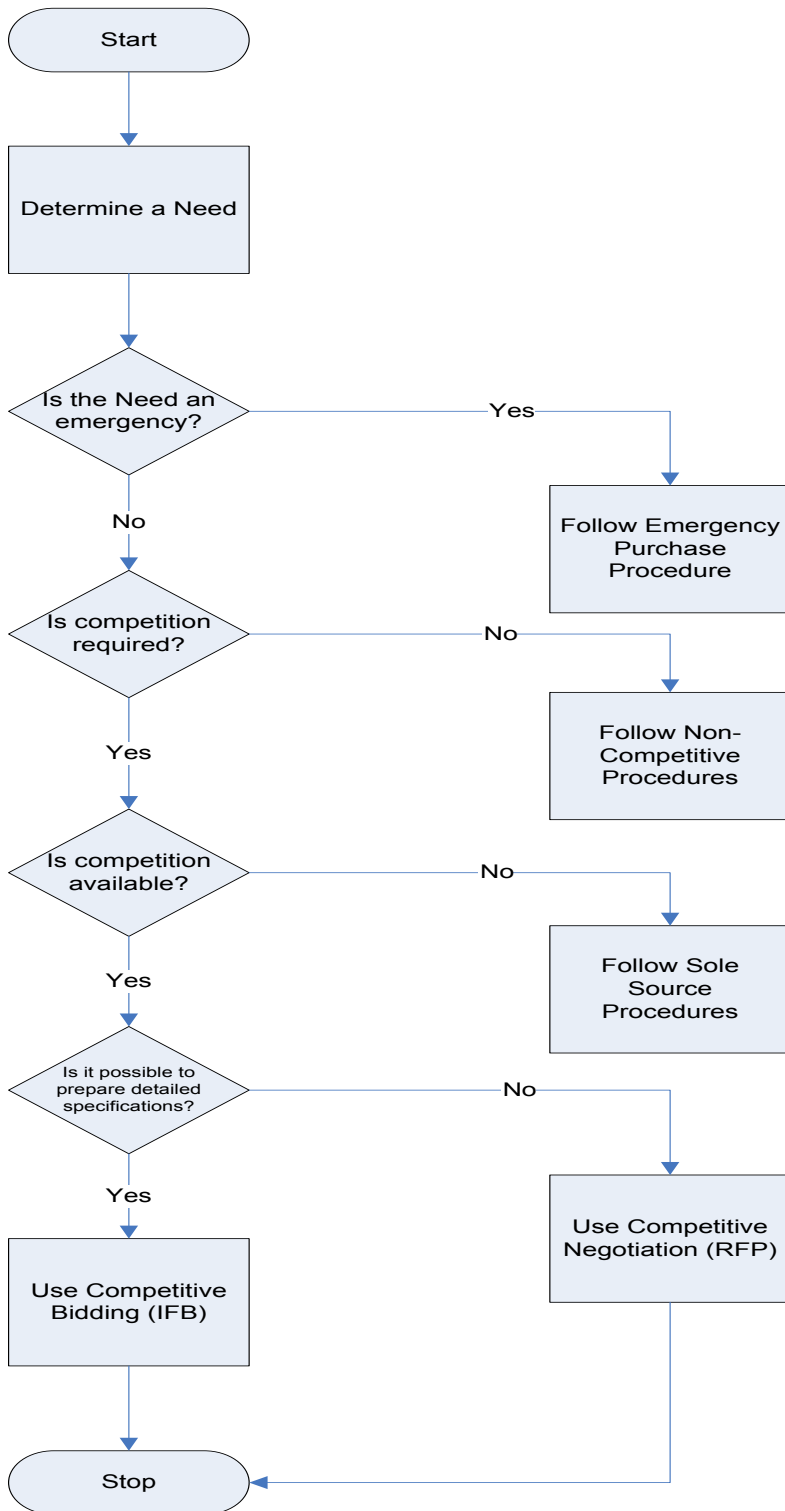 Start
Determine a Need
Is the Need an
emergency?
Yes
Follow Emergency
Purchase
Procedure
No
Is competition
required?
No
Follow Non-
Competitive
Procedures
Yes
Is competition
available?
No
Follow Sole
Source
Procedures
Yes
Is it possible to
prepare detailed
specifications?
No
Use Competitive
Negotiation (RFP)
Yes
Use Competitive
Bidding (IFB)
Stop